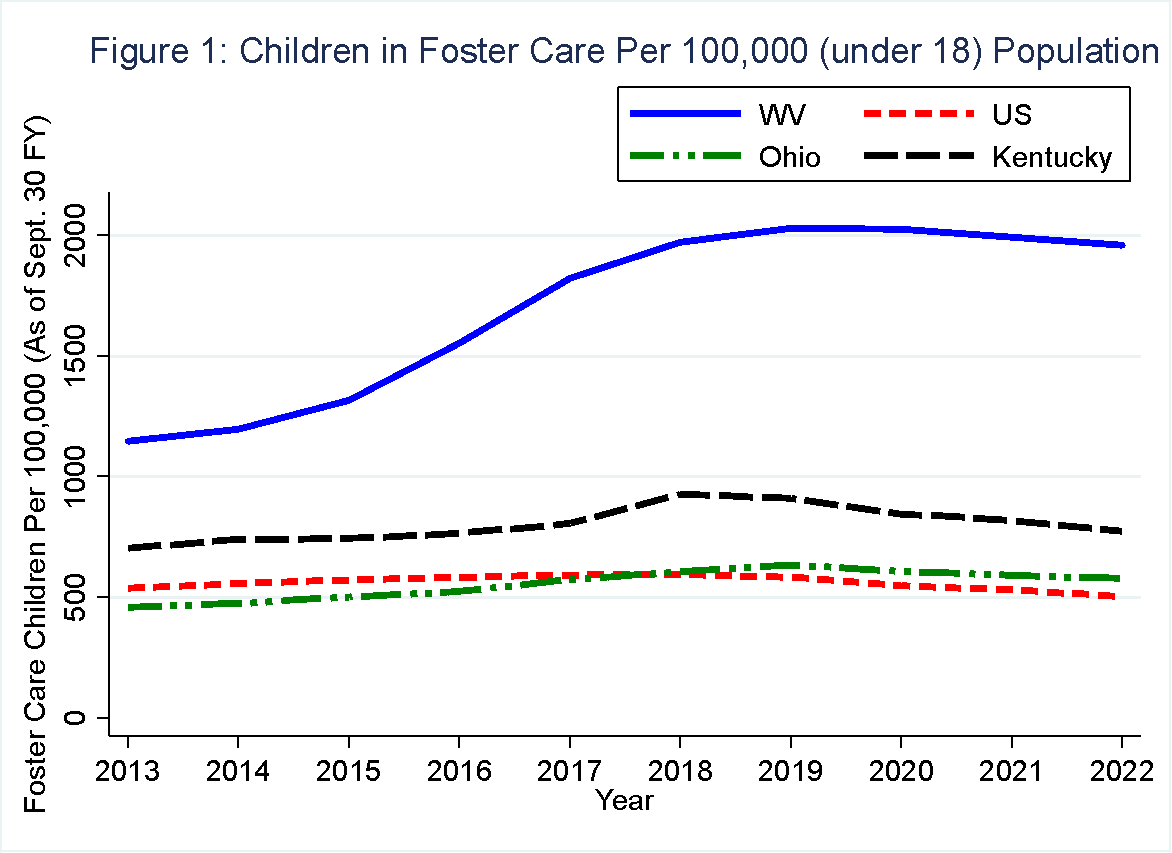 Figure 1: Children in Foster Care Per 100,000 (under 18) Population
WV
US
Ohio
Kentucky
Foster Care Children Per 100,000 (As of Sept. 30 FY)
2000
1500
1000
500
0
2013 2014 2015 2016 2017 2018 2019 2020 2021 2022
Year